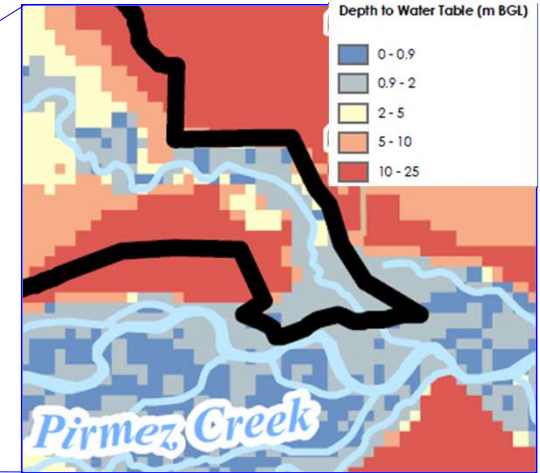 Depth to Water Table (m BGL)
0 - 0.9
0.9 - 2
2 - 5
5 - 10
10 - 25
Pirmez Creek